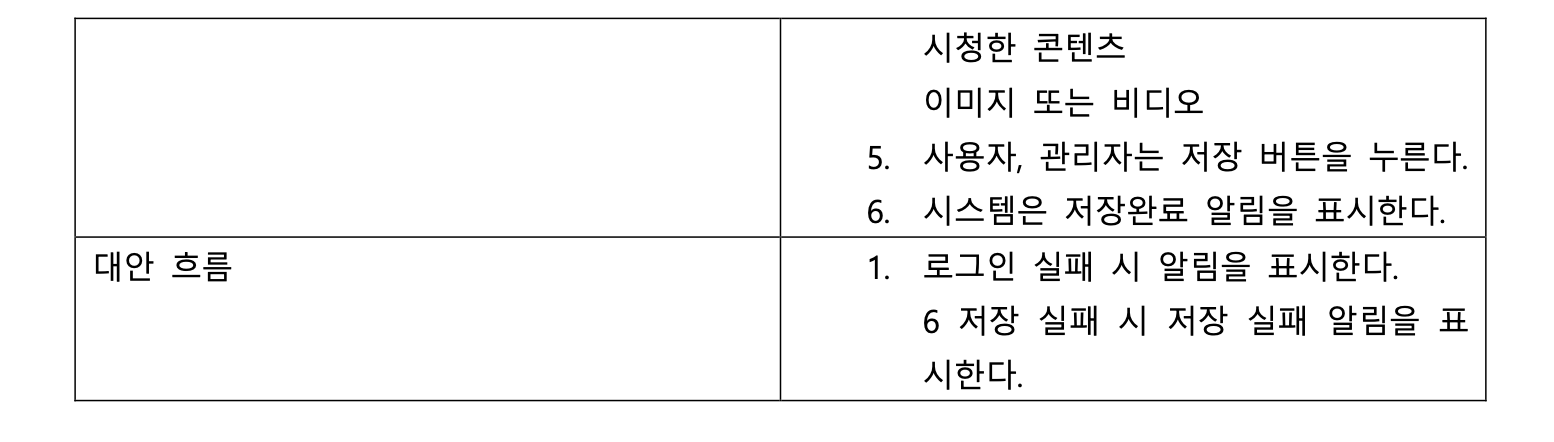 시청한 콘텐츠
이미지 또는 비디오
5. 사용자, 관리자는 저장 버튼을 누른다.
6. 시스템은 저장완료 알림을 표시한다.
대안 흐름
1. 로그인 실패 시 알림을 표시한다.
6 저장 실패 시 저장 실패 알림을 표
시한다.